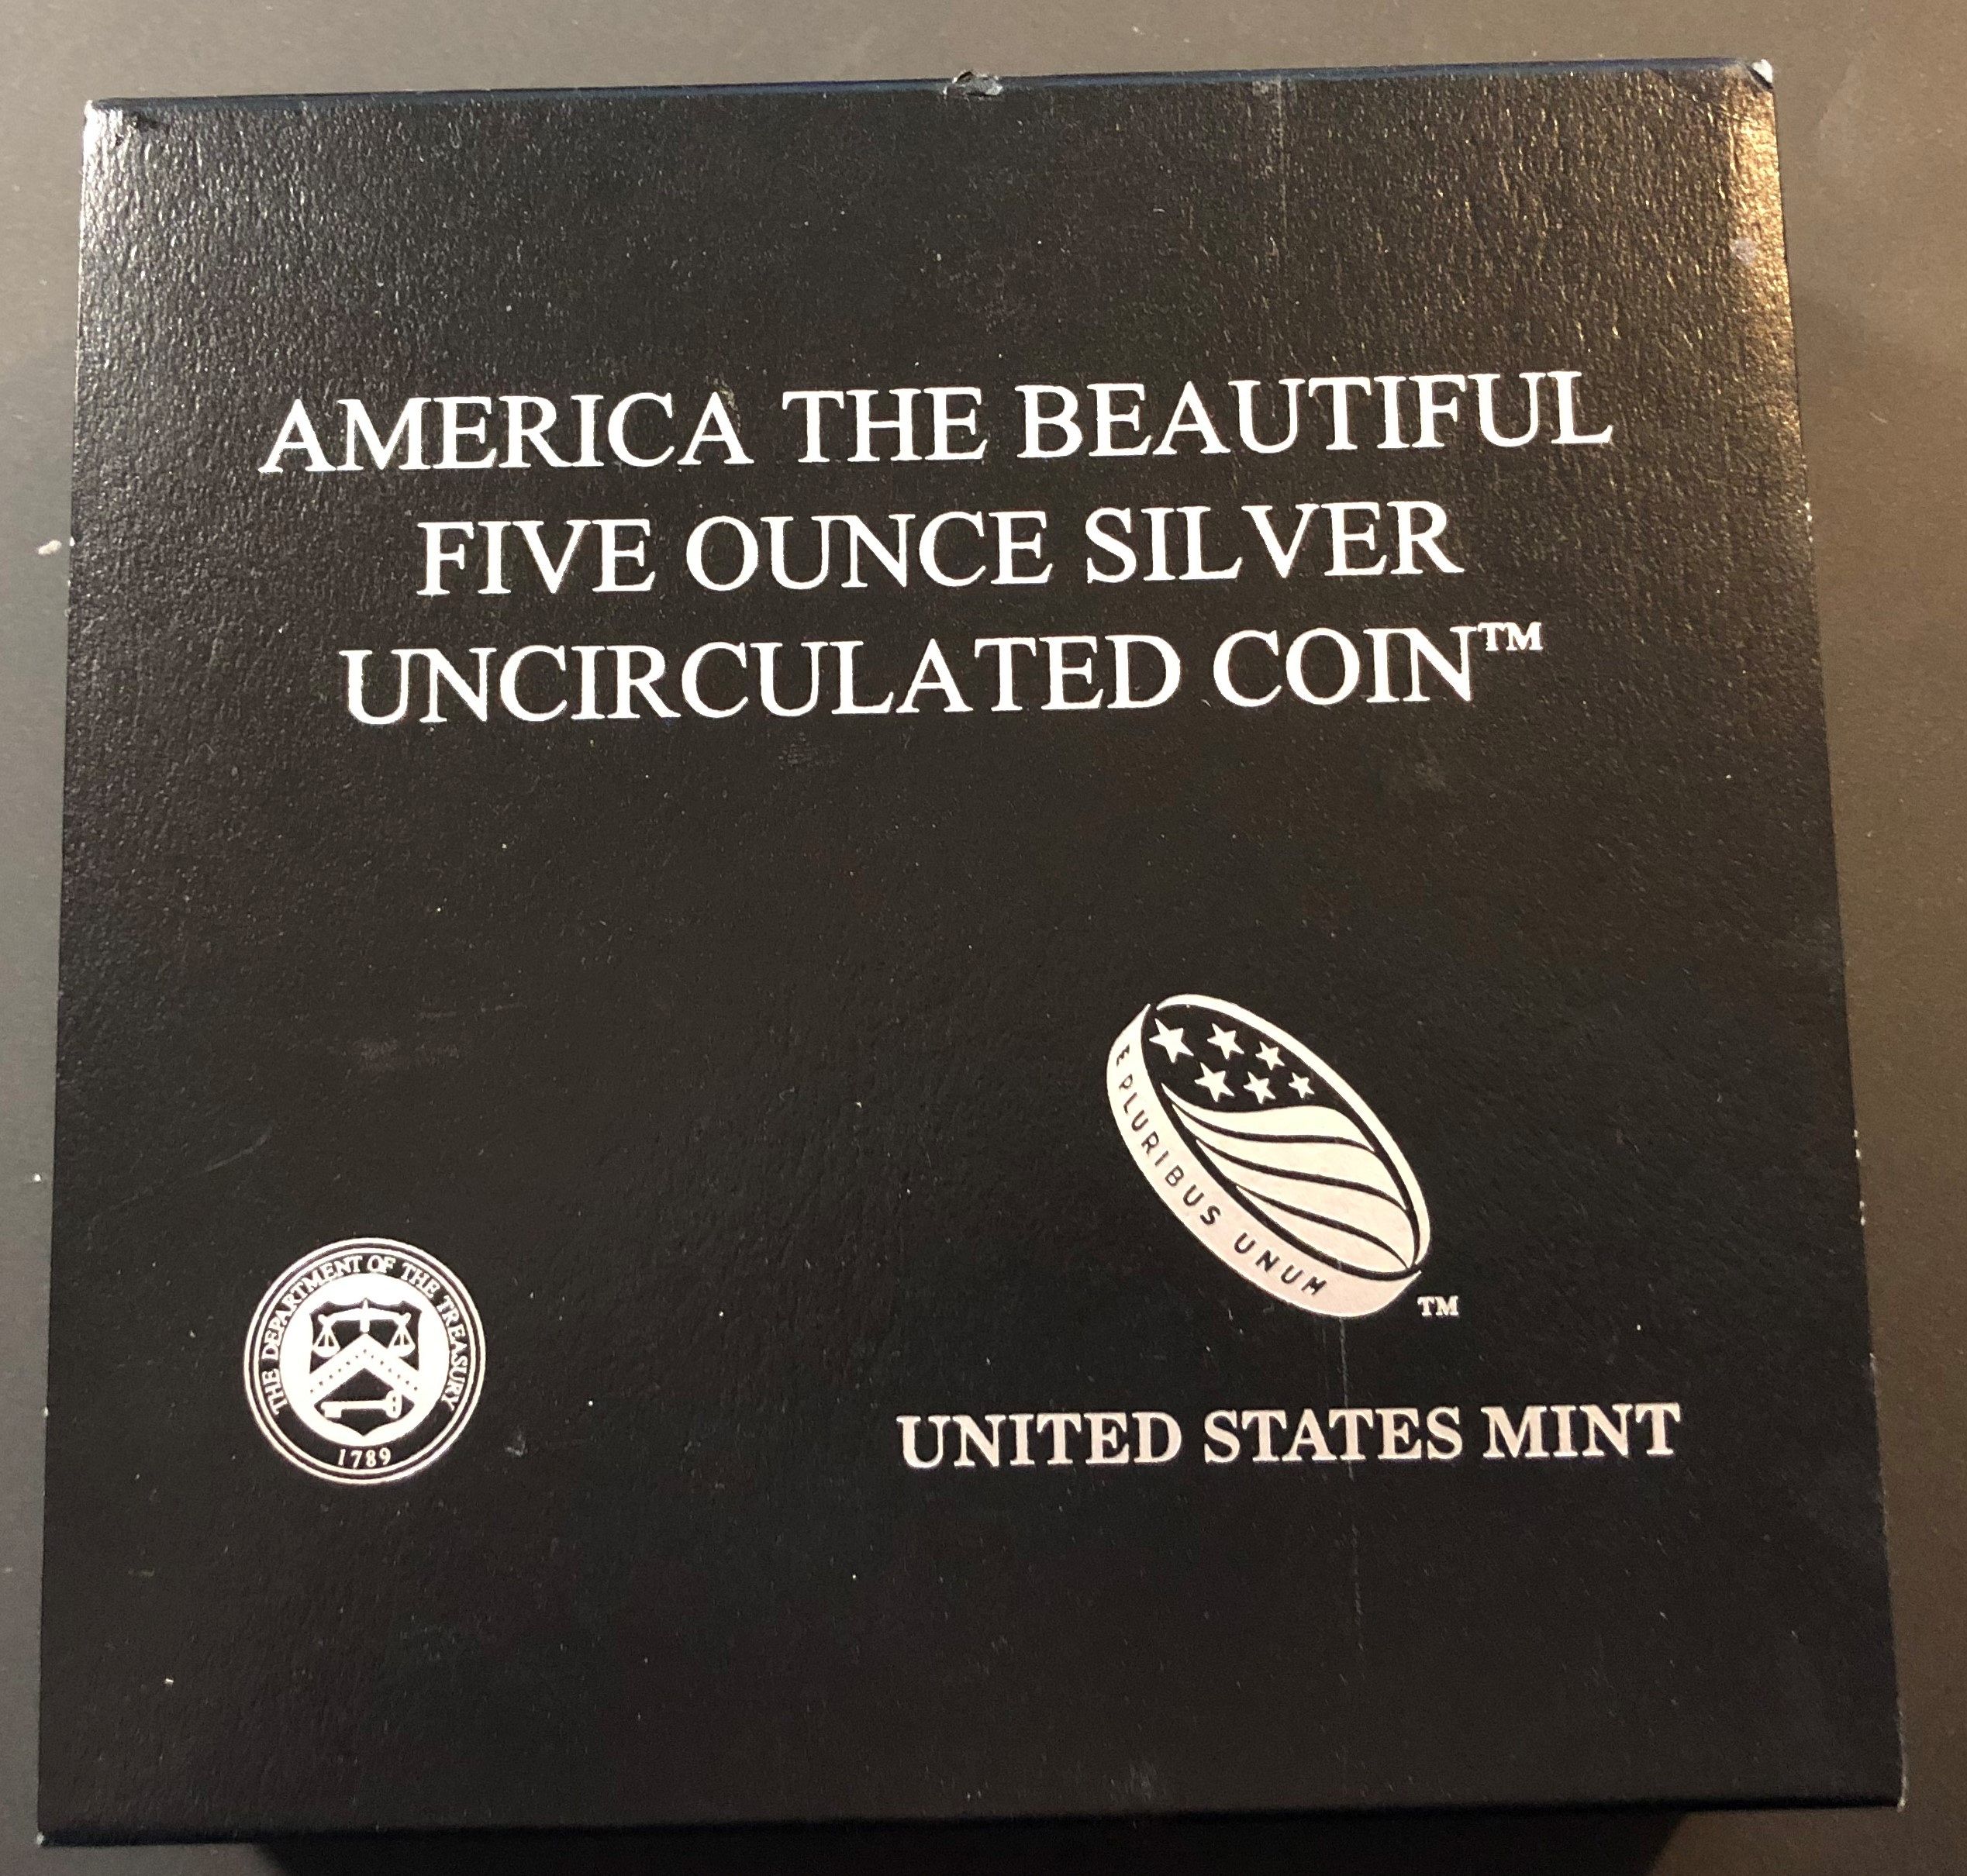 AMERICA THE BEAUTIFUL
FIVE OUNCE SILVER
UNCIRCULATED COIN™
E PLURIBUS UNUM
TM
THE DEPARTMENT OF THE TREASURY
1789
UNITED STATES MINT